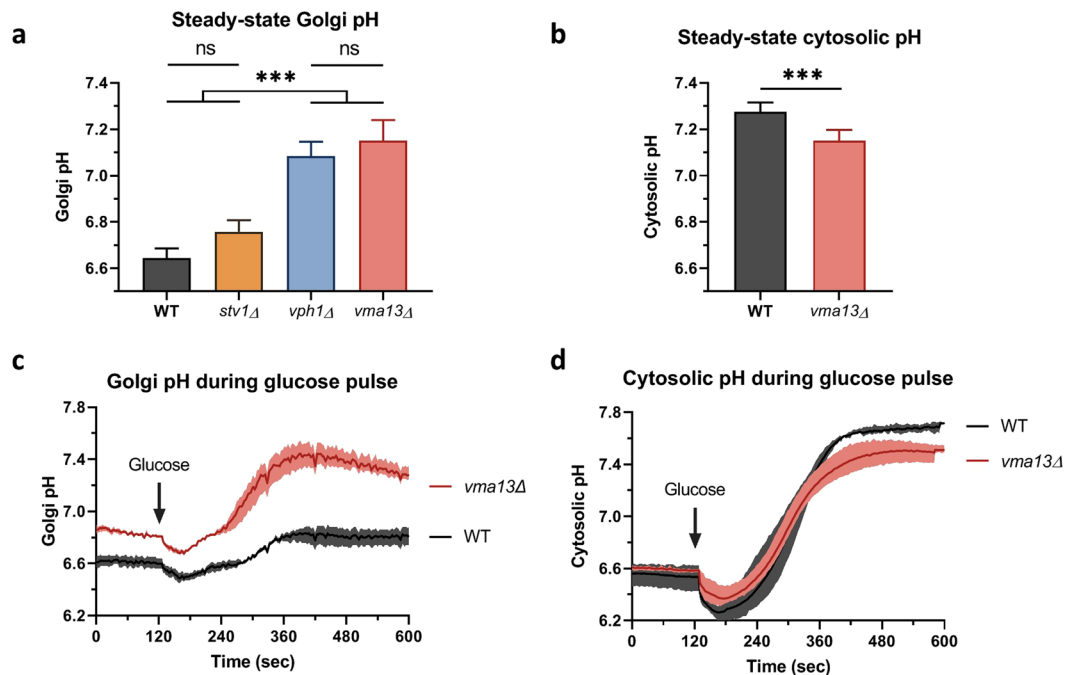 a
Steady-state Golgi pH
ns
ns
***
7.4
7.2
7.0
6.8
6.6
Golgi pH
WT
stv1Δ
vph1Δ
vma13Δ
b
Steady-state cytosolic pH
***
7.4
7.2
7.0
6.8
6.6
Cytosolic pH
WT
vma13Δ
c
Golgi pH during glucose pulse
7.8
7.4
7.0
6.6
6.2
Golgi pH
Glucose
vma13Δ
WT
0 120 240 360 480 600
Time (sec)
d
Cytosolic pH during glucose pulse
7.8
7.4
7.0
6.6
6.2
Cytosolic pH
Glucose
WT
vma13Δ
0 120 240 360 480 600
Time (sec)